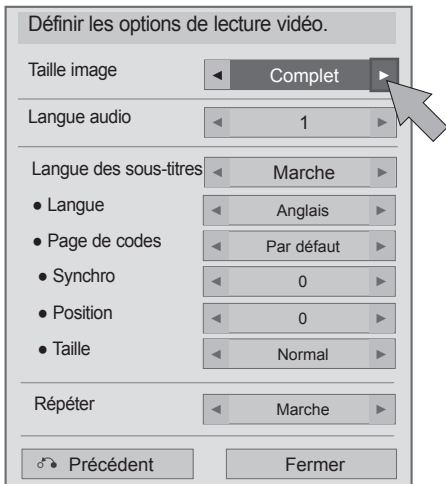 Définir les options de lecture vidéo.
Taille image ◄ Complet ►
Langue audio ◄ 1 ►
Langue des sous-titres ◄ Marche ►
● Langue ◄ Anglais ►
● Page de codes ◄ Par défaut ►
● Synchro ◄ 0 ►
● Position ◄ 0 ►
● Taille ◄ Normal ►
Répéter ◄ Marche ►
Précédent Fermer